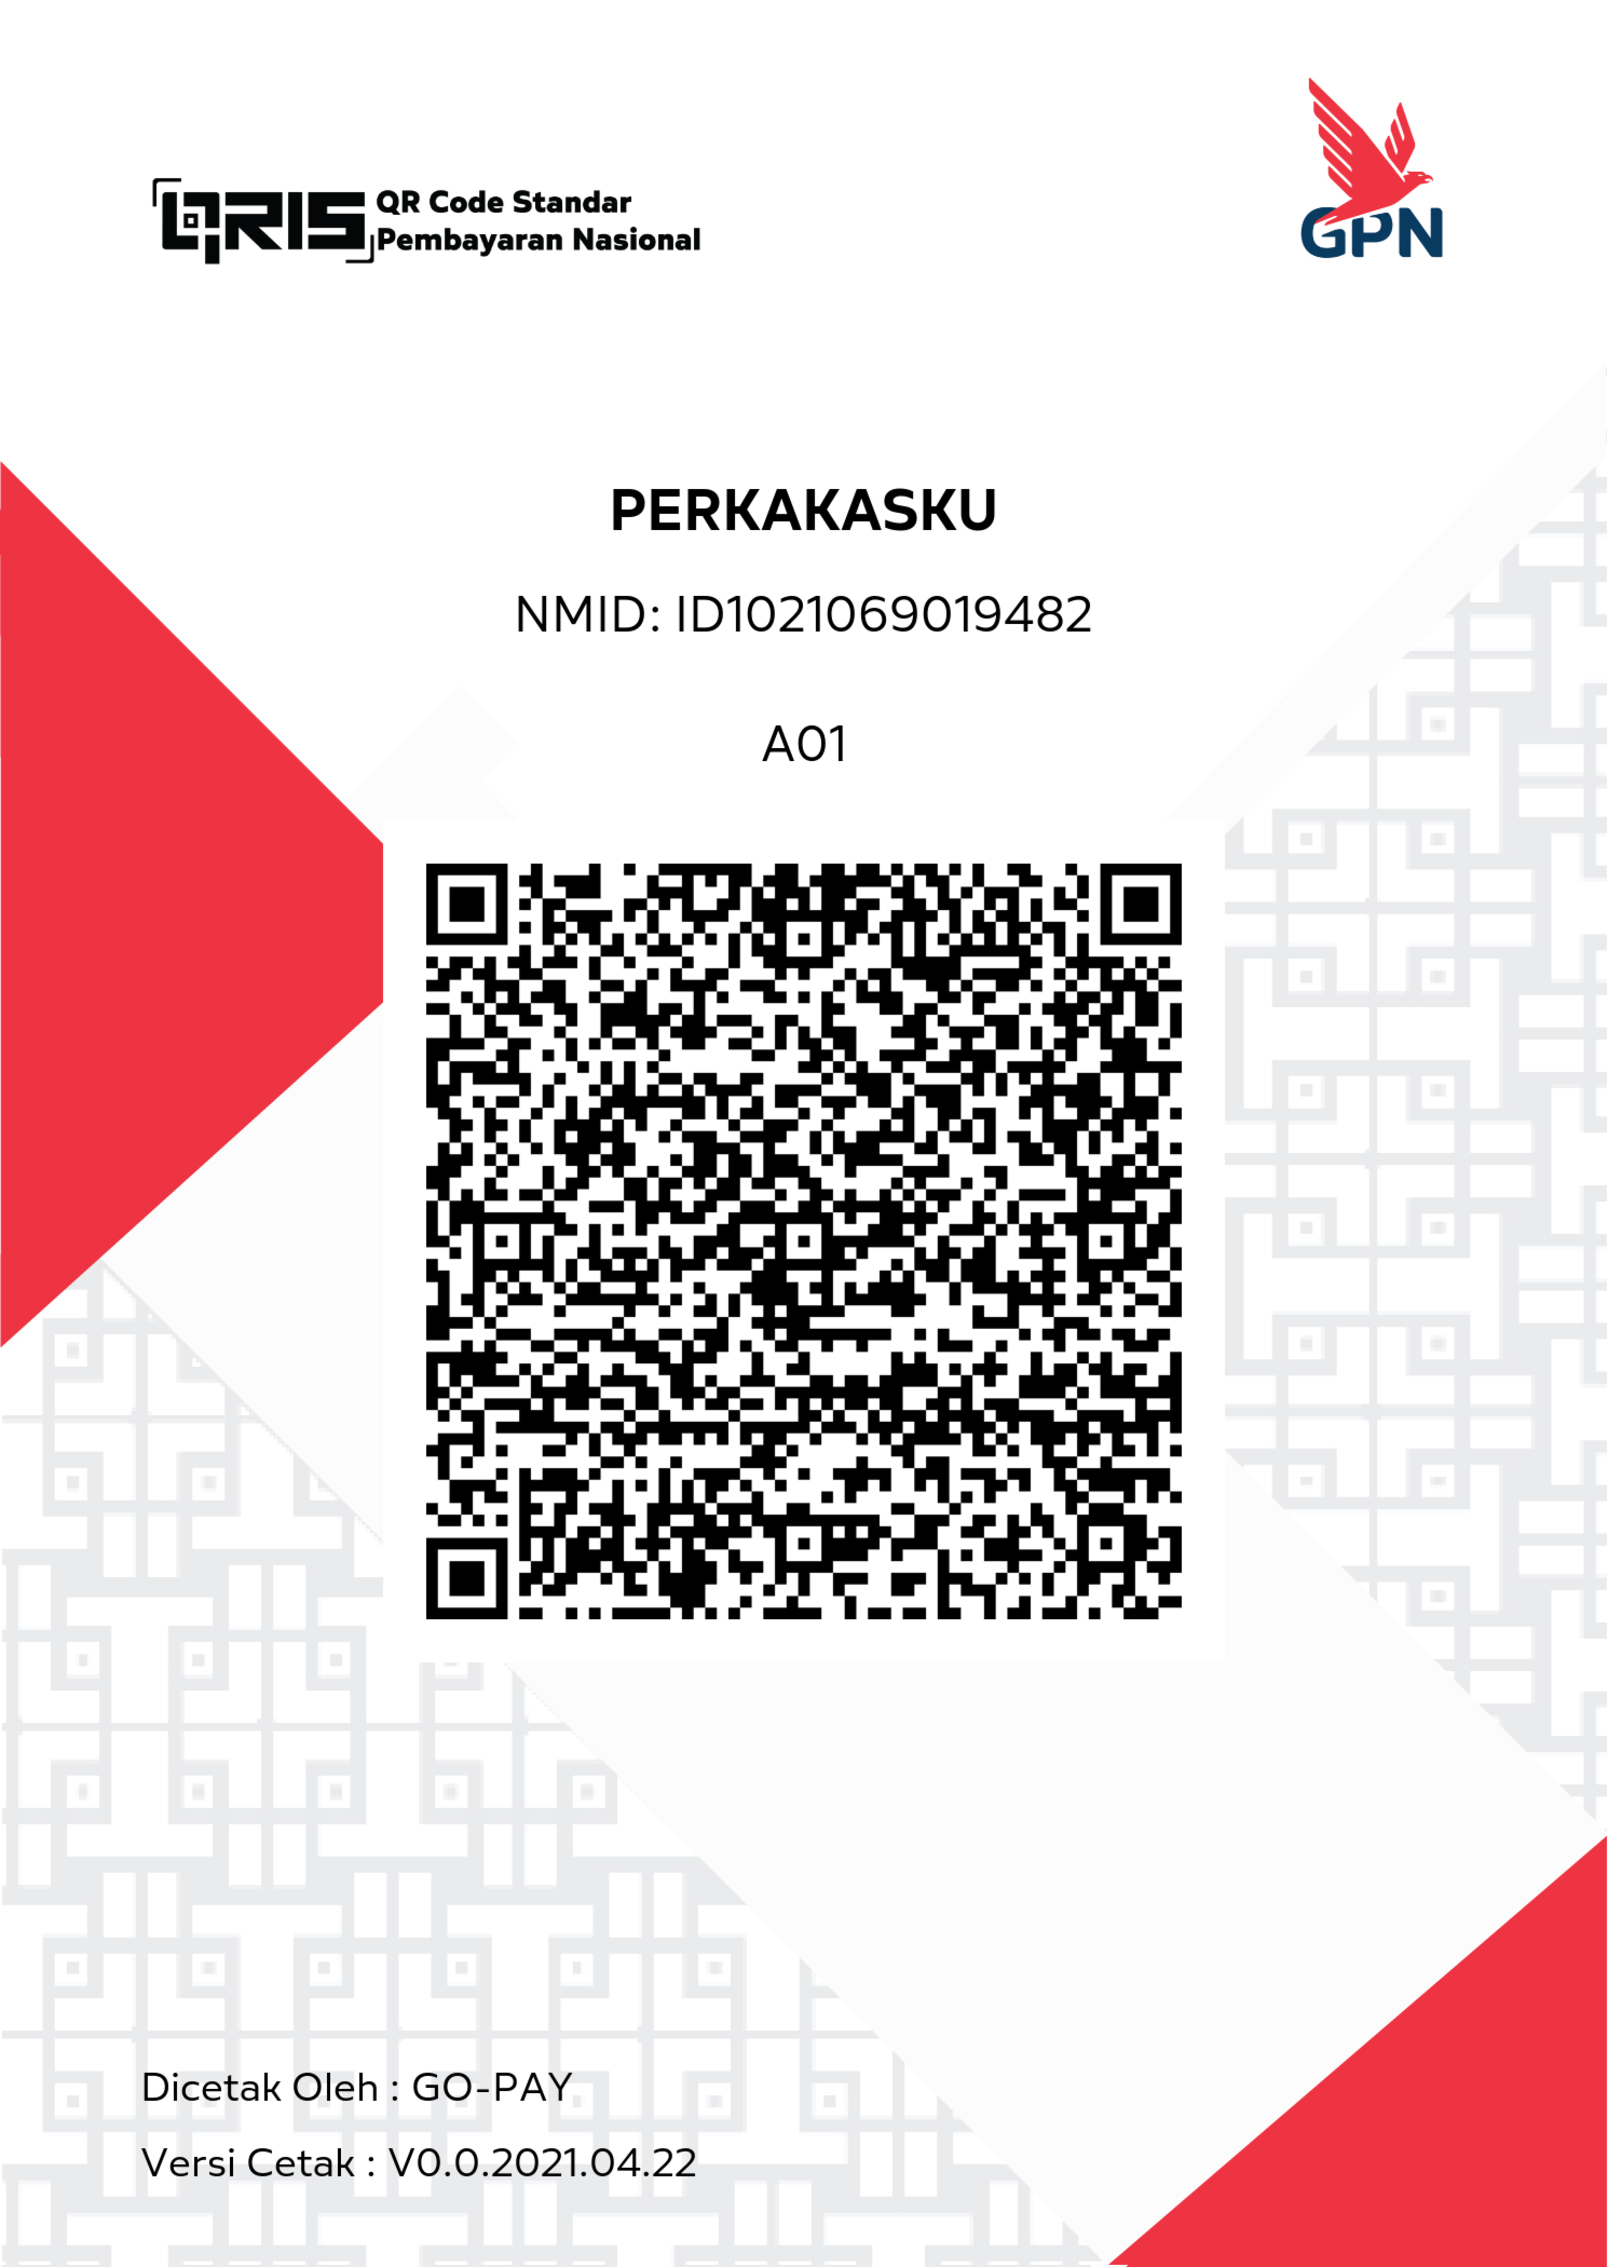 QRIS QR Code Standar
Pembayaran Nasional
GPN
PERKAKASKU
NMID: ID1021069019482
A01
Dicetak Oleh : GO-PAY
Versi Cetak : V0.0.2021.04.22